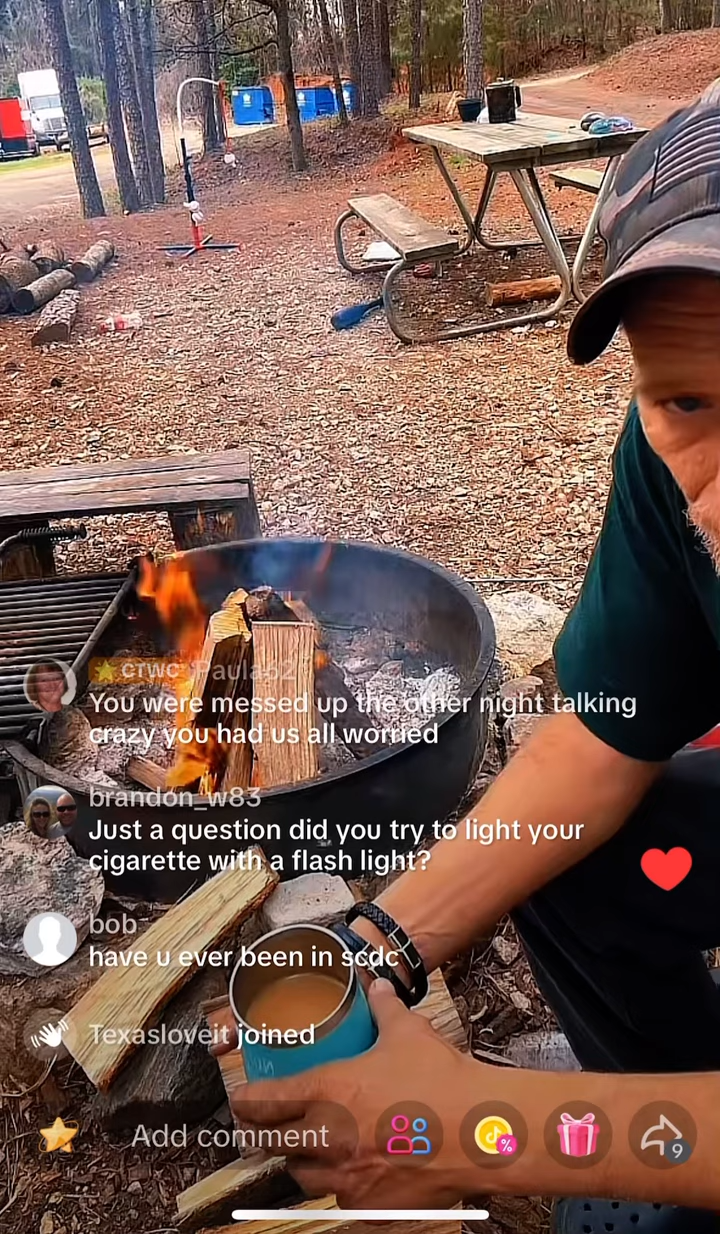 CTWC Paula62
You were messed up the other night talking
crazy you had us all worried
brandon_w83
Just a question did you try to light your
cigarette with a flash light?
bob
have u ever been in scdc
Texasloveit joined
Add comment
9